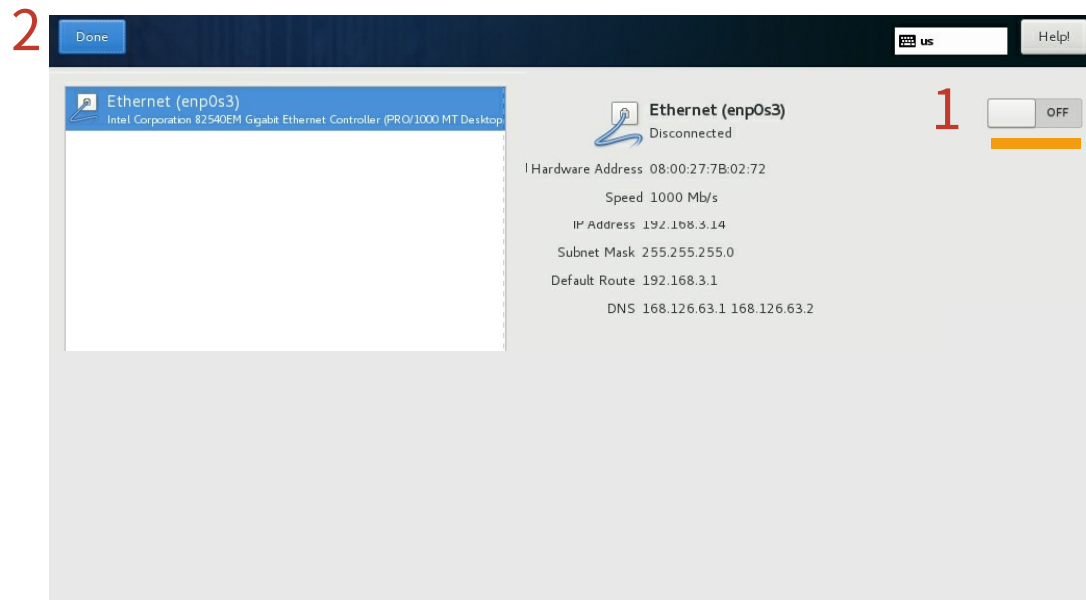 2
Done
us
Help!
Ethernet (enp0s3)
Intel Corporation 82540EM Gigabit Ethernet Controller (PRO/1000 MT Desktop
Ethernet (enp0s3)
Disconnected
1
OFF
Hardware Address 08:00:27:7B:02:72
Speed 1000 Mb/s
IP Address 192.168.3.14
Subnet Mask 255.255.255.0
Default Route 192.168.3.1
DNS 168.126.63.1 168.126.63.2